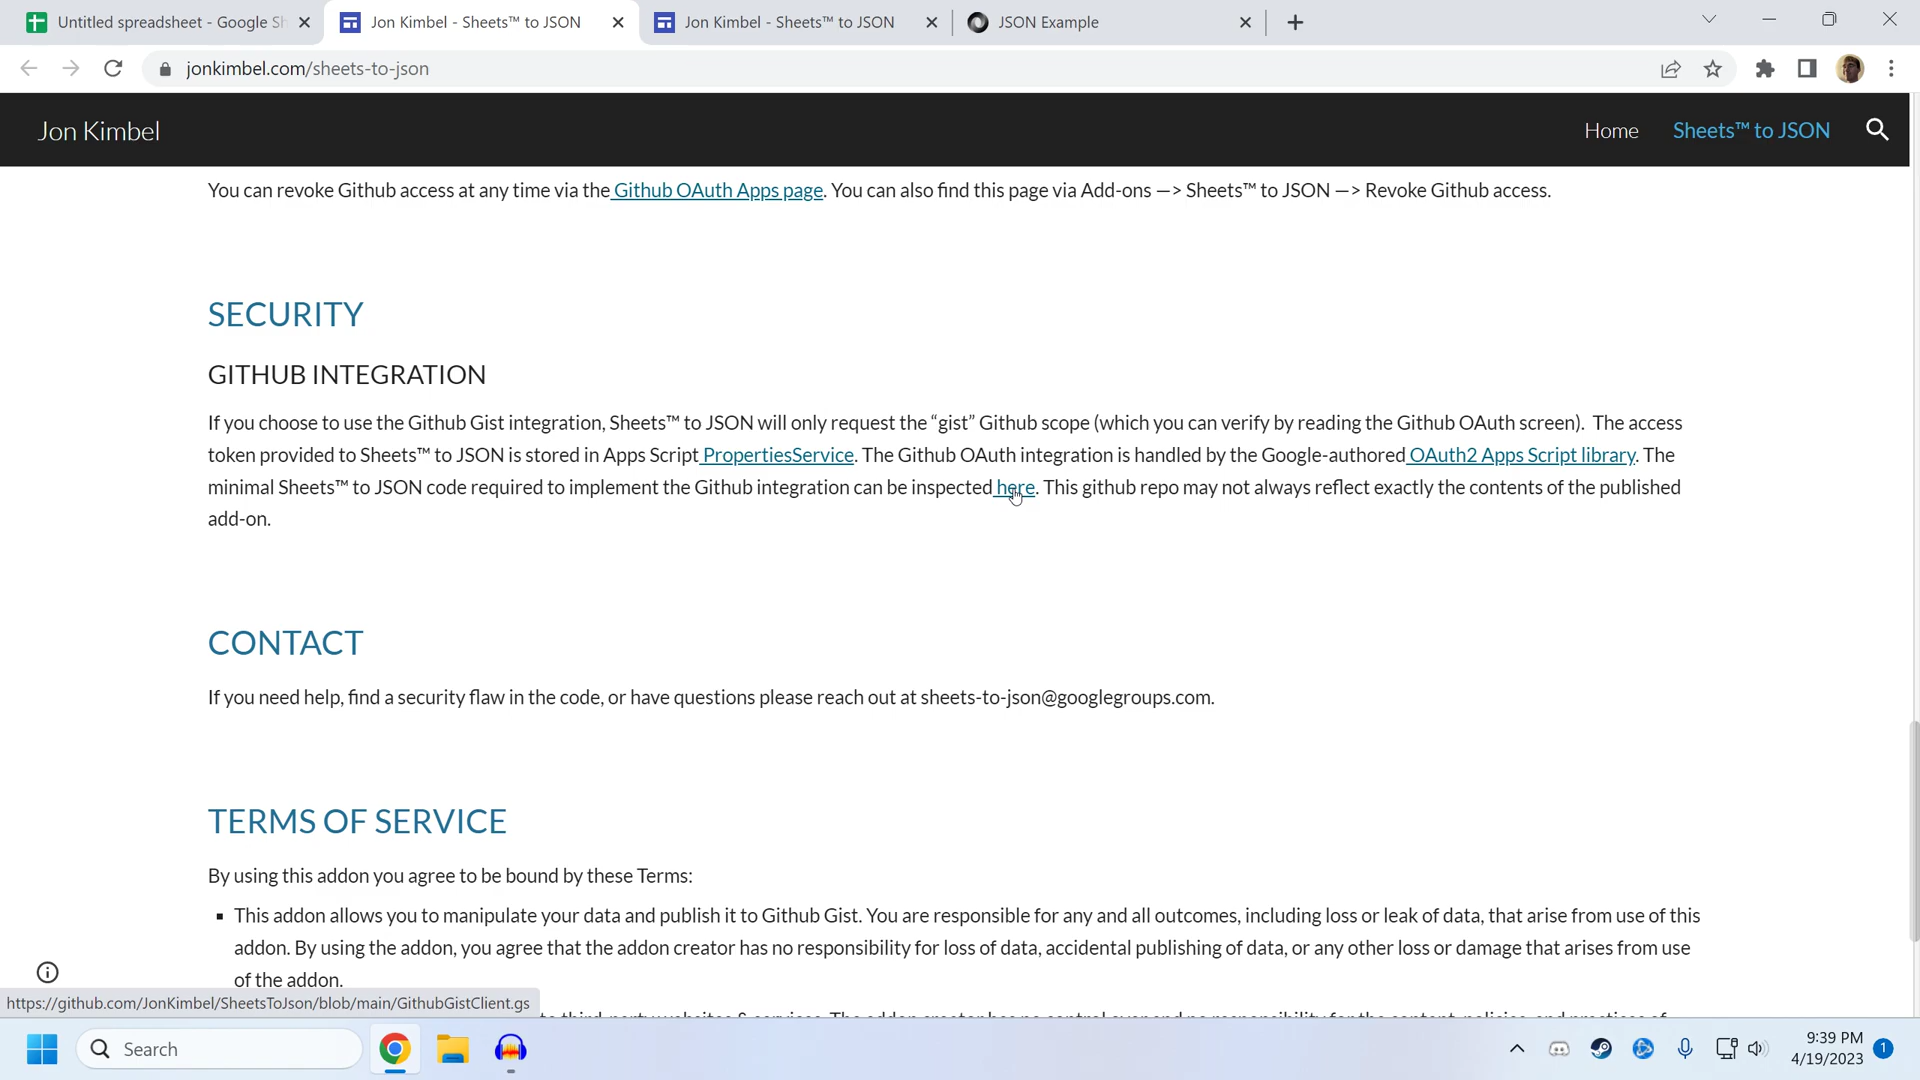 Untitled spreadsheet - Google Sh
Jon Kimbel - Sheets™ to JSON
Jon Kimbel - Sheets™ to JSON
JSON Example
jonkimbel.com/sheets-to-json
Jon Kimbel
Home
Sheets™ to JSON
You can revoke Github access at any time via the Github OAuth Apps page. You can also find this page via Add-ons —> Sheets™ to JSON —> Revoke Github access.
SECURITY
GITHUB INTEGRATION
If you choose to use the Github Gist integration, Sheets™ to JSON will only request the “gist” Github scope (which you can verify by reading the Github OAuth screen). The access
token provided to Sheets™ to JSON is stored in Apps Script PropertiesService. The Github OAuth integration is handled by the Google-authored OAuth2 Apps Script library. The
minimal Sheets™ to JSON code required to implement the Github integration can be inspected here. This github repo may not always reflect exactly the contents of the published
add-on.
CONTACT
If you need help, find a security flaw in the code, or have questions please reach out at sheets-to-json@googlegroups.com.
TERMS OF SERVICE
By using this addon you agree to be bound by these Terms:
▪ This addon allows you to manipulate your data and publish it to Github Gist. You are responsible for any and all outcomes, including loss or leak of data, that arise from use of this
addon. By using the addon, you agree that the addon creator has no responsibility for loss of data, accidental publishing of data, or any other loss or damage that arises from use
of the addon.
https://github.com/JonKimbel/SheetsToJson/blob/main/GithubGistClient.gs
Search
9:39 PM
4/19/2023
1